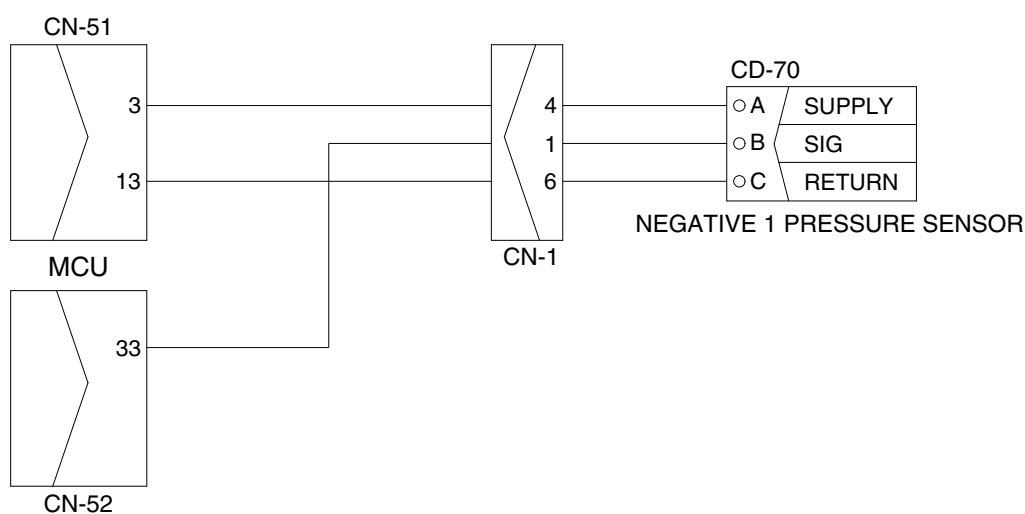 CN-51
3
13
MCU
33
CN-52
4
1
6
CN-1
CD-70
A SUPPLY
B SIG
C RETURN
NEGATIVE 1 PRESSURE SENSOR